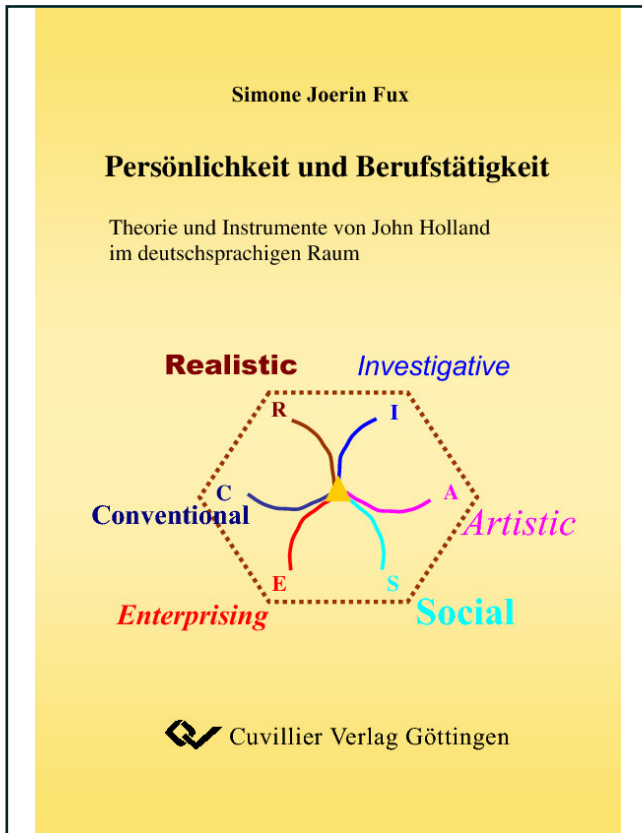 Simone Joerin Fux
Persönlichkeit und Berufstätigkeit
Theorie und Instrumente von John Holland
im deutschsprachigen Raum
Realistic
Investigative
R
I
C
A
Conventional
Artistic
E
S
Enterprising
Social
Cuvillier Verlag Göttingen